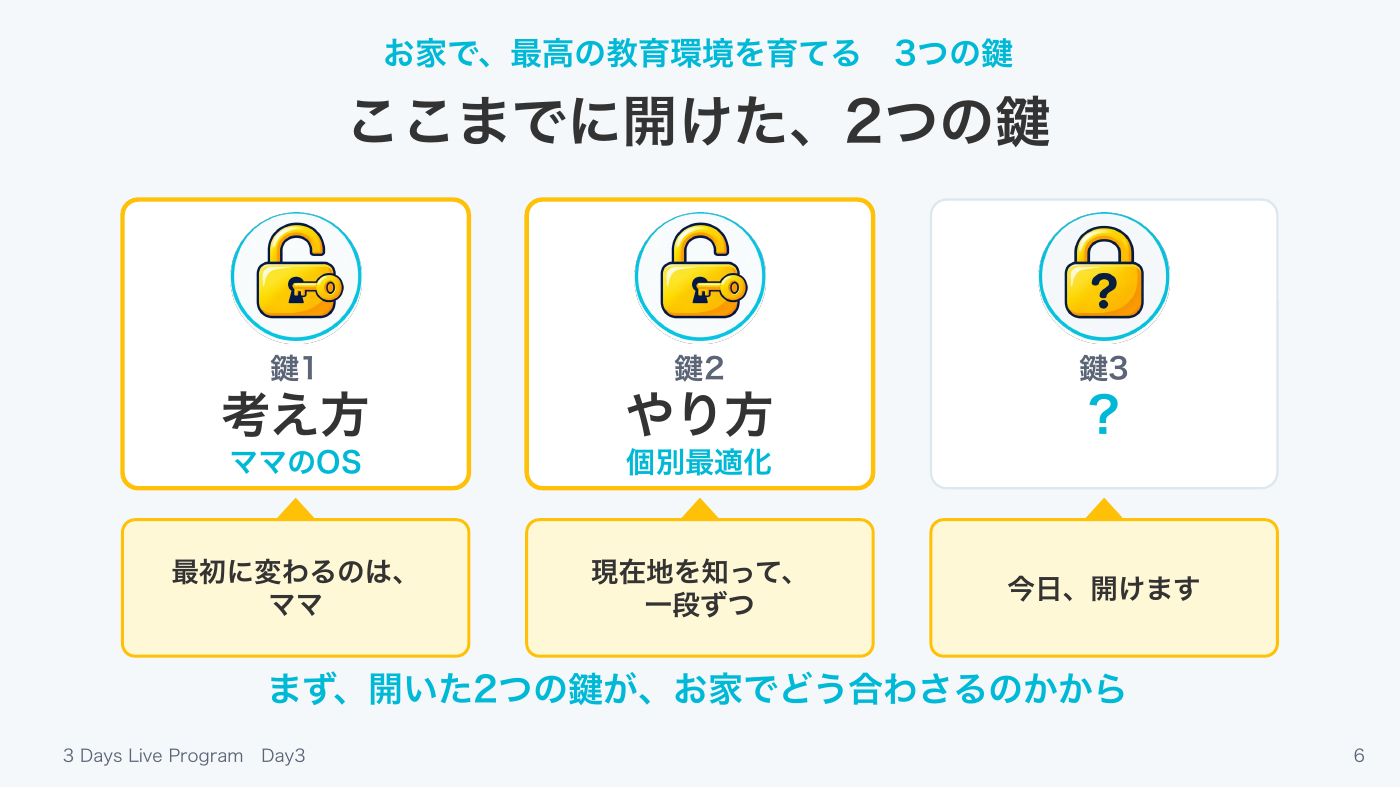 お家で、最高の教育環境を育てる　3つの鍵
ここまでに開けた、2つの鍵
鍵1
考え方
ママのOS
最初に変わるのは、
ママ
鍵2
やり方
個別最適化
現在地を知って、
一段ずつ
?
鍵3
?
今日、開けます
まず、開いた2つの鍵が、お家でどう合わさるのかから
3 Days Live Program　Day3
6